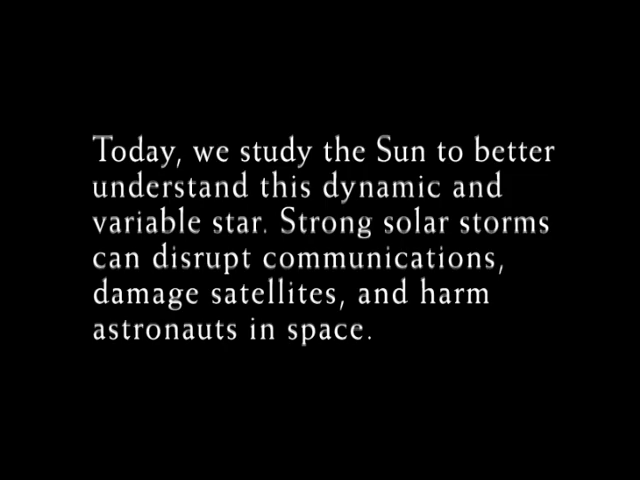 Today, we study the Sun to better
understand this dynamic and
variable star. Strong solar storms
can disrupt communications,
damage satellites, and harm
astronauts in space.